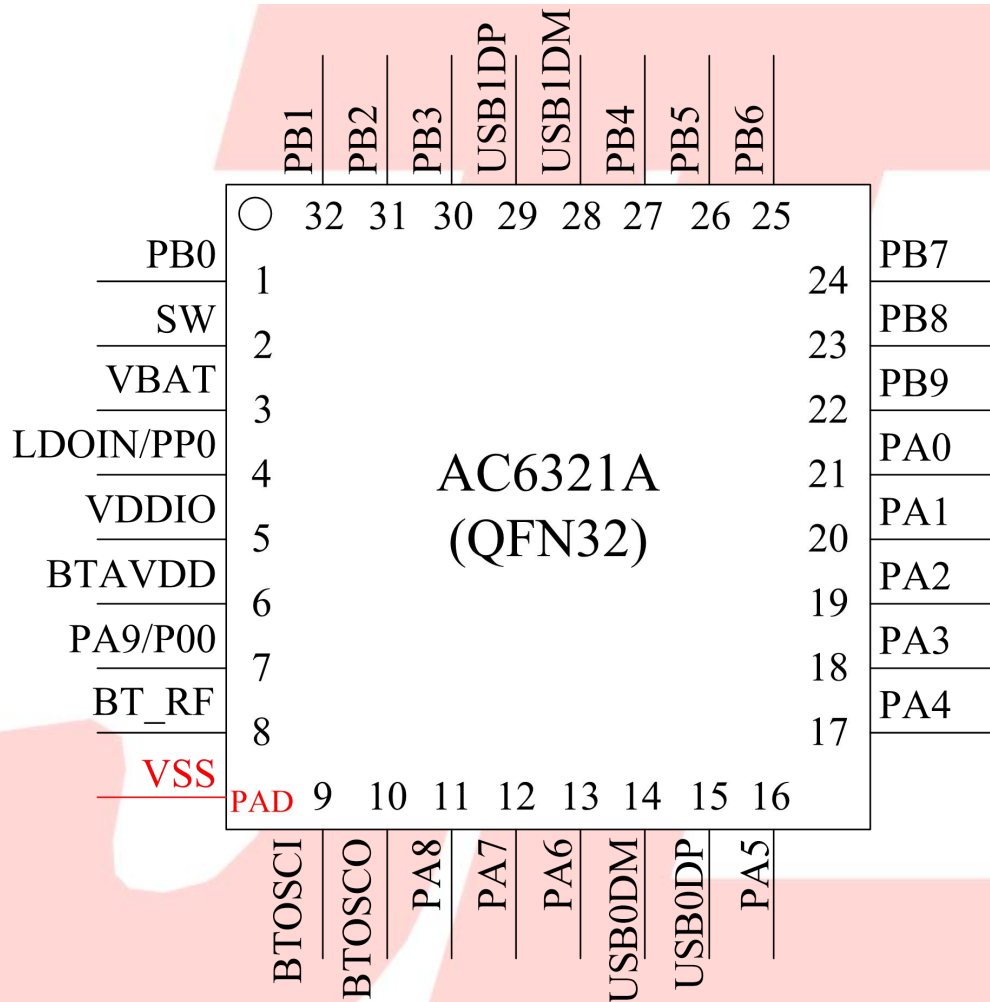 PB1
PB2
PB3
USB1DP
USB1DM
PB4
PB5
PB6
32 31 30 29 28 27 26 25
PB0
1
SW
2
VBAT
3
LDOIN/PP0
4
VDDIO
5
BTAVDD
6
PA9/P00
7
BT_RF
8
VSS
PAD
AC6321A
(QFN32)
24
PB7
23
PB8
22
PB9
21
PA0
20
PA1
19
PA2
18
PA3
17
PA4
9 10 11 12 13 14 15 16
BTOSCI
BTOSCO
PA8
PA7
PA6
USB0DM
USB0DP
PA5